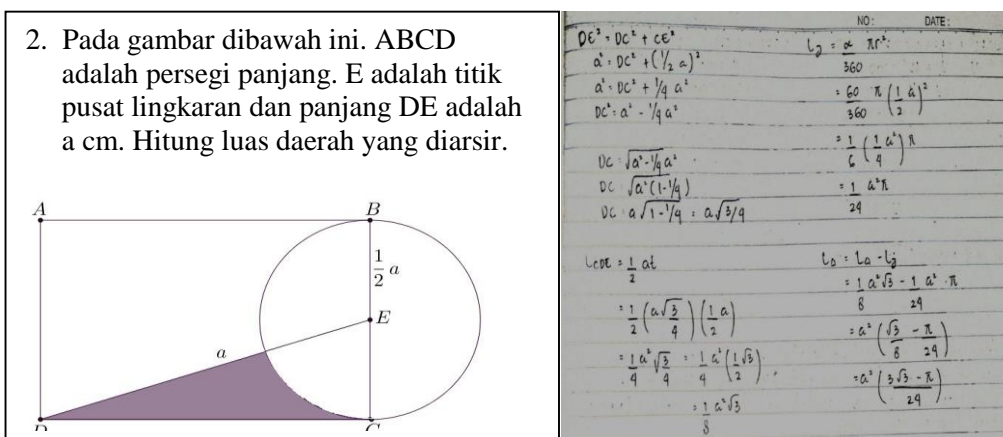 2. Pada gambar dibawah ini. ABCD
adalah persegi panjang. E adalah titik
pusat lingkaran dan panjang DE adalah
a cm. Hitung luas daerah yang diarsir.
A
B
1/2 a
E
a
D
C
NO: DATE:
DE² = DC² + CE²
a² = DC² + (1/2 a)²
a² = DC² + 1/4 a²
DC² = a² - 1/4 a²
DC = √a²-1/4 a²
DC = √a²(1-1/4)
DC = a√1-1/4 = a√3/4
LCDE = 1/2 at
= 1/2 (a√3/4) (1/2 a)
= 1/4 a² √3/4 = 1/4 a² (1/2 √3)
= 1/8 a²√3
Lj = α/360 πr²
= 60/360 π (1/2 a)²
= 1/6 (1/4 a²) π
= 1/24 a²π
La = La - Lj
= 1/8 a²√3 - 1/24 a² · π
= a² (√3/8 - π/24)
= a² (3√3 - π/24)